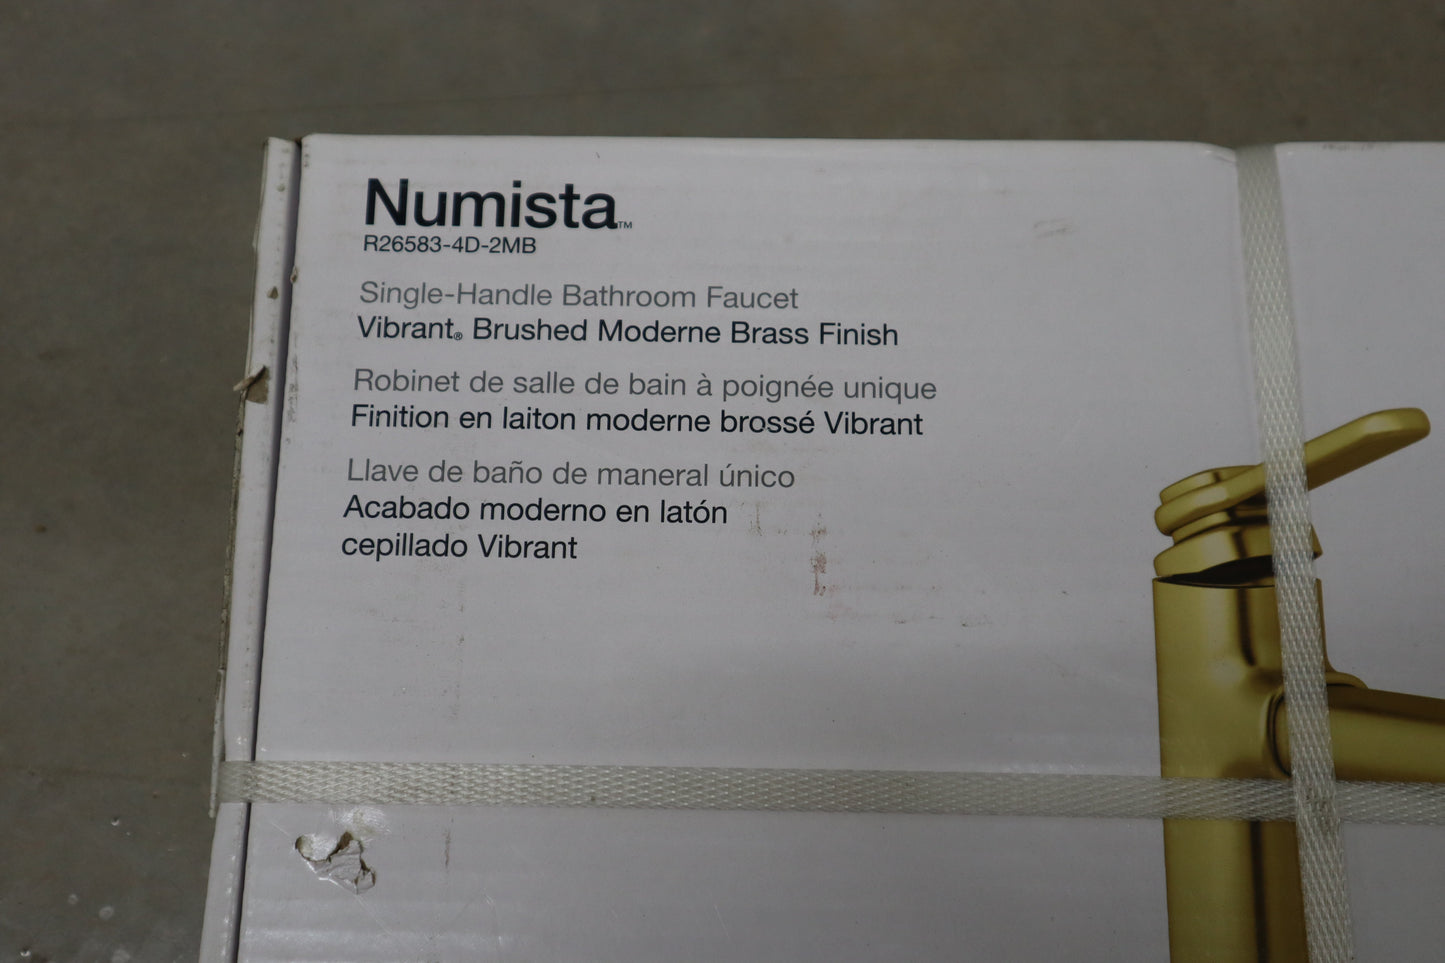 Numista™
R26583-4D-2MB
Single-Handle Bathroom Faucet
Vibrant® Brushed Moderne Brass Finish
Robinet de salle de bain à poignée unique
Finition en laiton moderne brossé Vibrant
Llave de baño de maneral único
Acabado moderno en latón
cepillado Vibrant